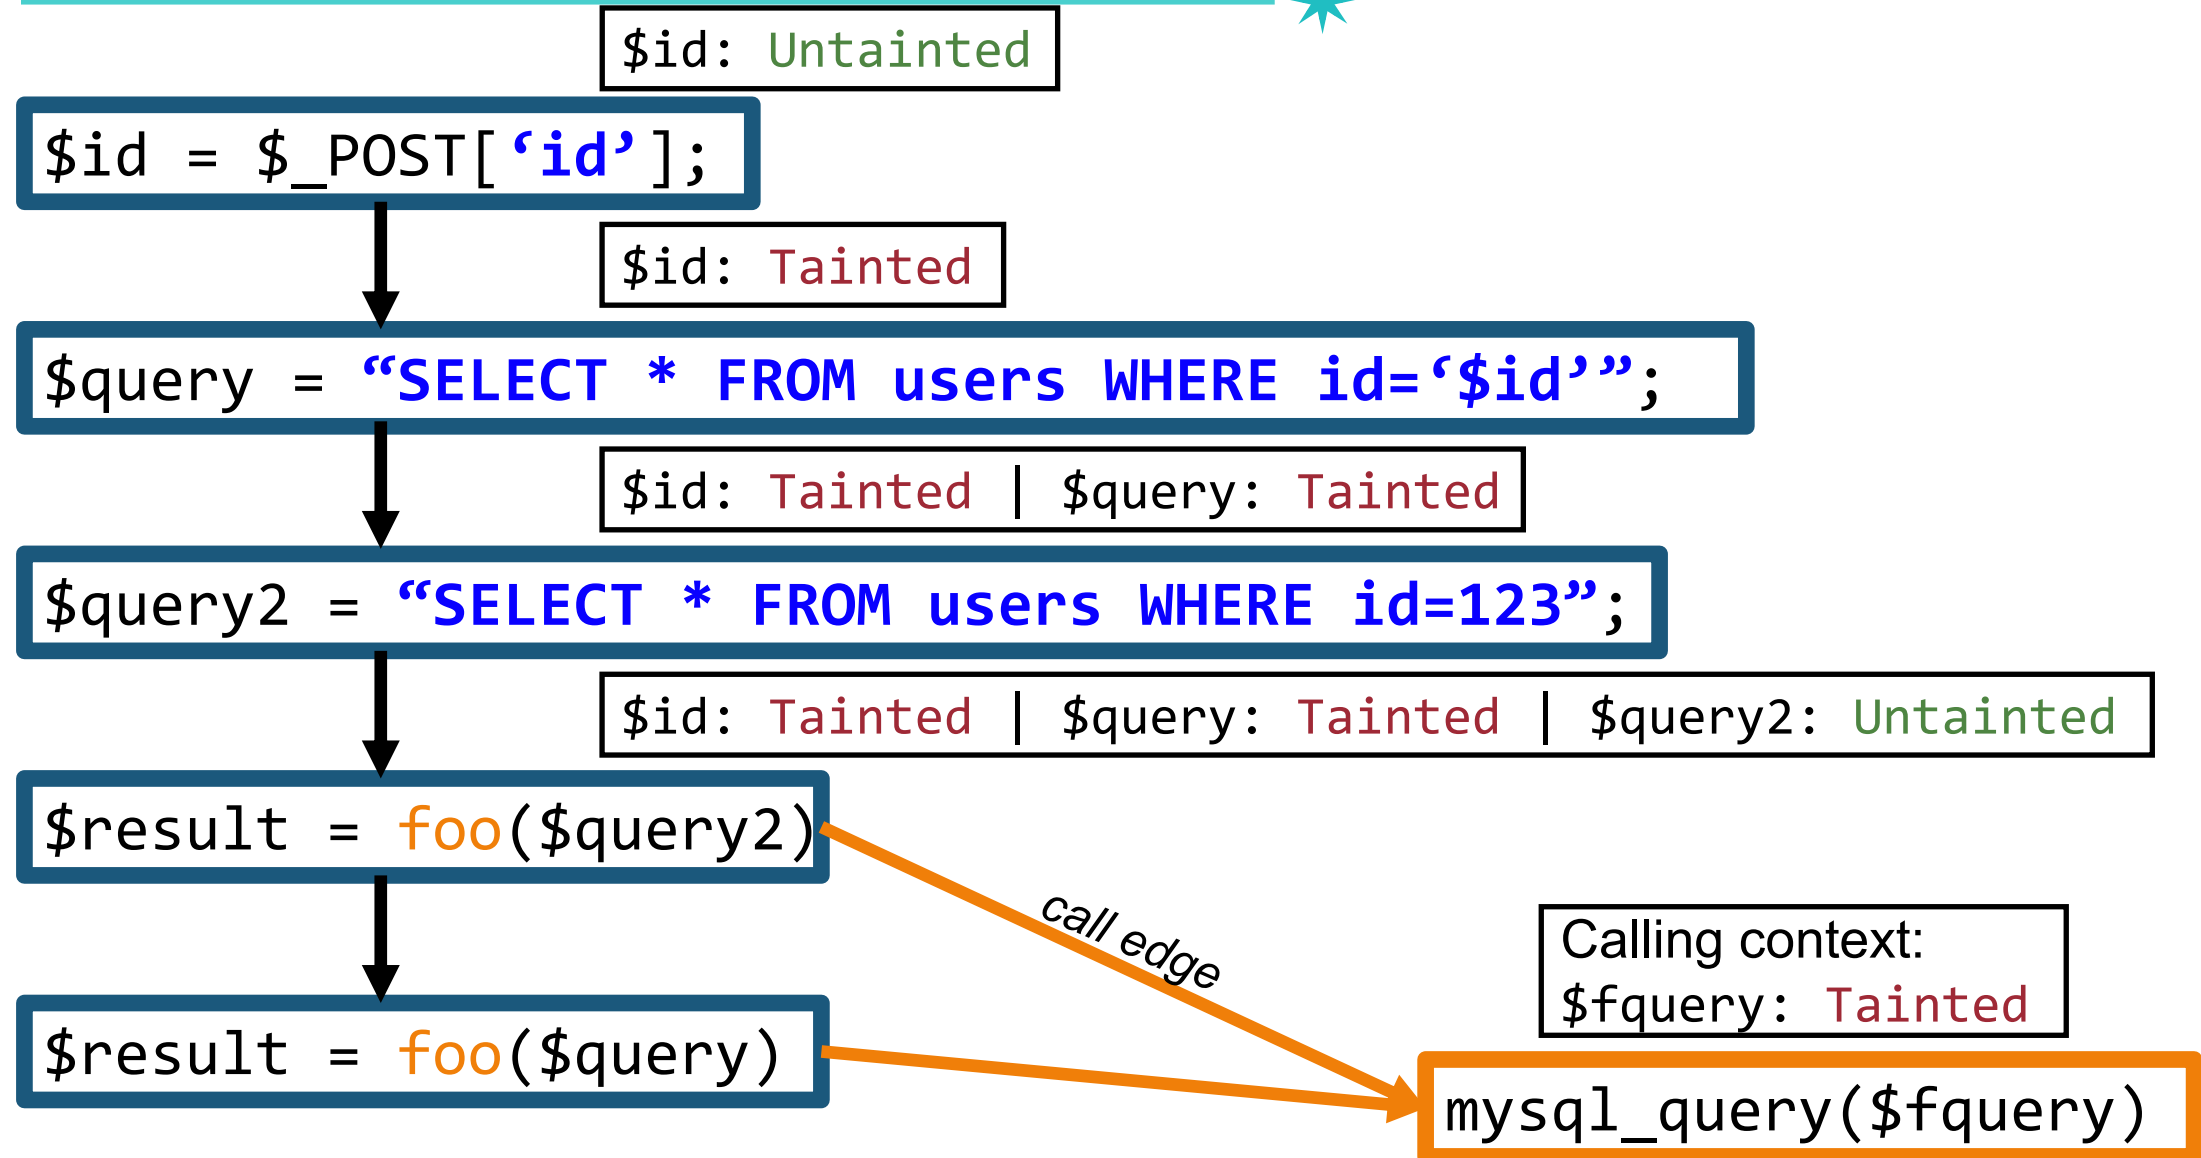 $id: Untainted
$id = $_POST[‘id’];
$id: Tainted
$query = “SELECT * FROM users WHERE id=‘$id’”;
$id: Tainted | $query: Tainted
$query2 = “SELECT * FROM users WHERE id=123”;
$id: Tainted | $query: Tainted | $query2: Untainted
$result = foo($query2)
call edge
Calling context:
$fquery: Tainted
$result = foo($query)
mysql_query($fquery)